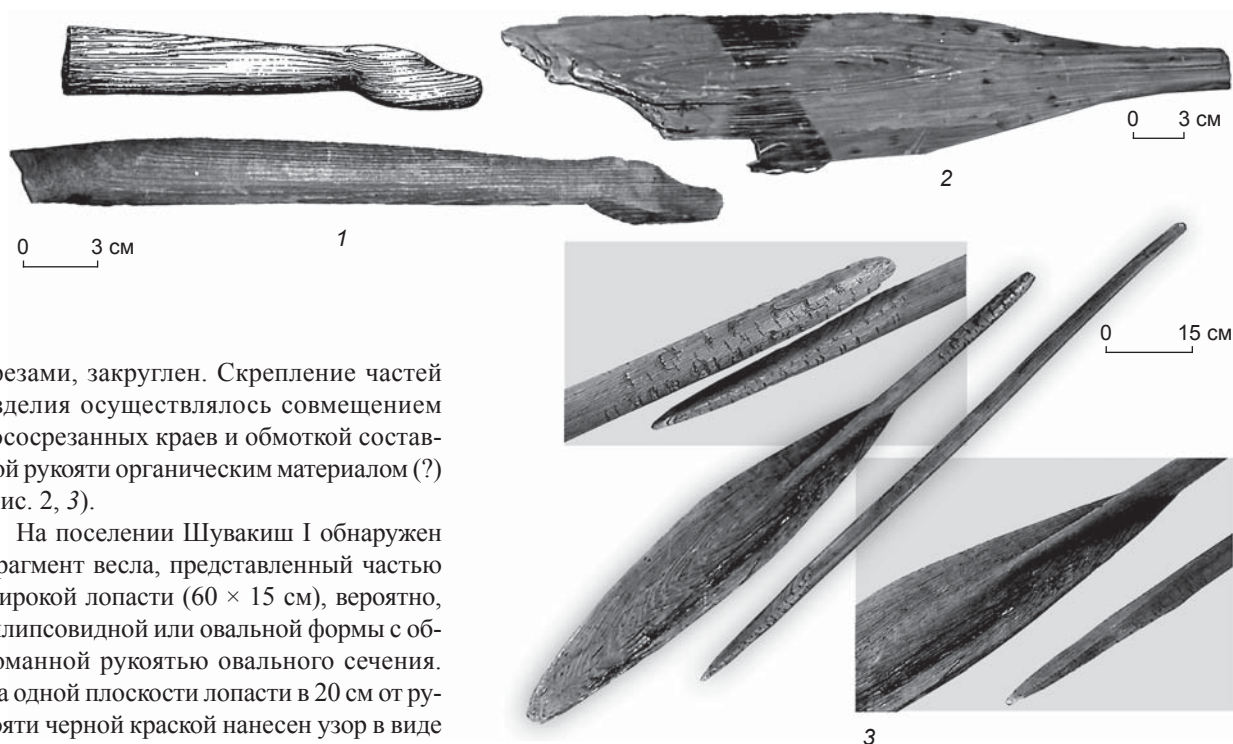 0 3 см
2
0 3 см
1
0 15 см
резами, закруглен. Скрепление частей
зделия осуществлялось совмещением
ососрезанных краев и обмоткой состав-
ой рукояти органическим материалом (?)
ис. 2, 3).
На поселении Шувакиш I обнаружен
рагмент весла, представленный частью
ирокой лопасти (60 × 15 см), вероятно,
ллипсовидной или овальной формы с об-
оманной рукоятью овального сечения.
а одной плоскости лопасти в 20 см от ру-
ояти черной краской нанесен узор в виде
3